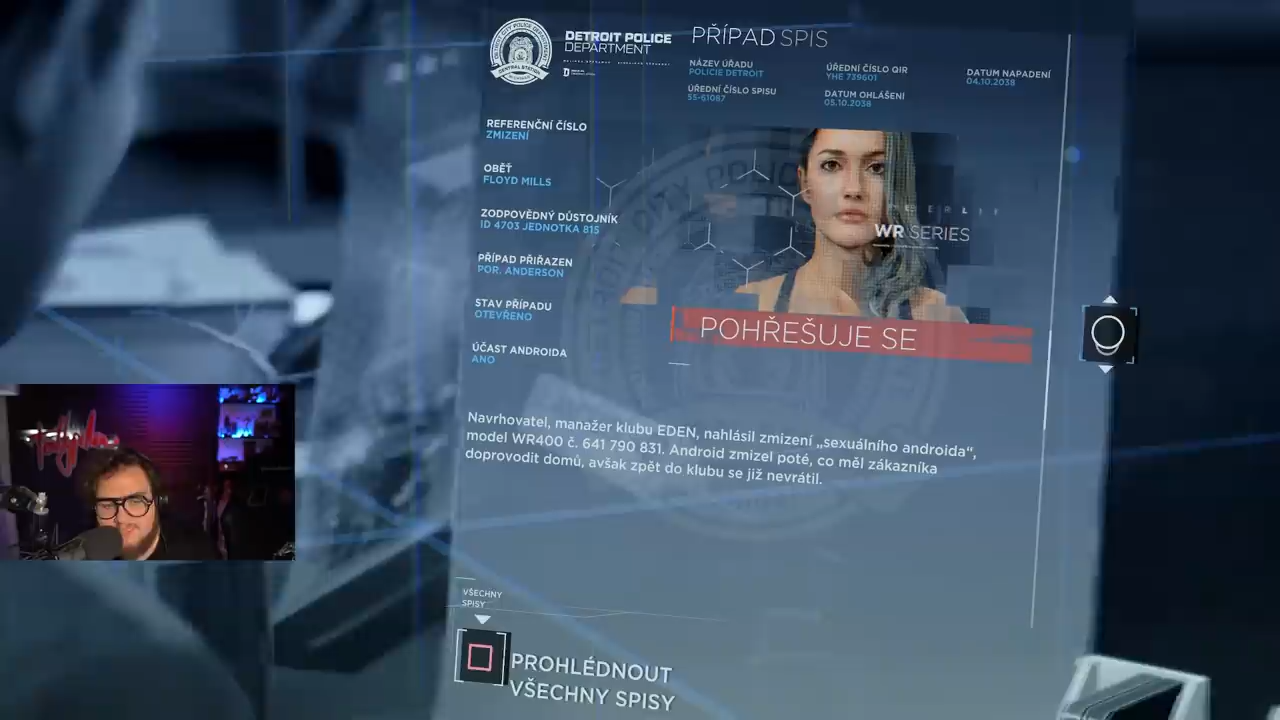 DETROIT POLICE
DEPARTMENT
PŘÍPAD SPIS
NÁZEV ÚŘADU
POLICIE DETROIT
ÚŘEDNÍ ČÍSLO QIR
YHE 739601
DATUM NAPADENÍ
04.10.2038
ÚŘEDNÍ ČÍSLO SPISU
55-61087
DATUM OHLÁŠENÍ
05.10.2038
REFERENČNÍ ČÍSLO
ZMIZENÍ
OBĚŤ
FLOYD MILLS
ZODPOVĚDNÝ DŮSTOJNÍK
ID 4703 JEDNOTKA 815
PŘÍPAD PŘIŘAZEN
POR. ANDERSON
STAV PŘÍPADU
OTEVŘENO
ÚČAST ANDROIDA
ANO
WR SERIES
POHŘEŠUJE SE
Navrhovatel, manažer klubu EDEN, nahlásil zmizení „sexuálního androida“,
model WR400 č. 641 790 831. Android zmizel poté, co měl zákazníka
doprovodit domů, avšak zpět do klubu se již nevrátil.
VŠECHNY
SPISY
PROHLÉDNOUT
VŠECHNY SPISY